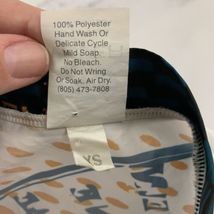 100% Polyester
Hand Wash Or
Delicate Cycle
Mild Soap.
No Bleach.
Do Not Wring
Or Soak. Air Dry.
(805) 473-7808
XS